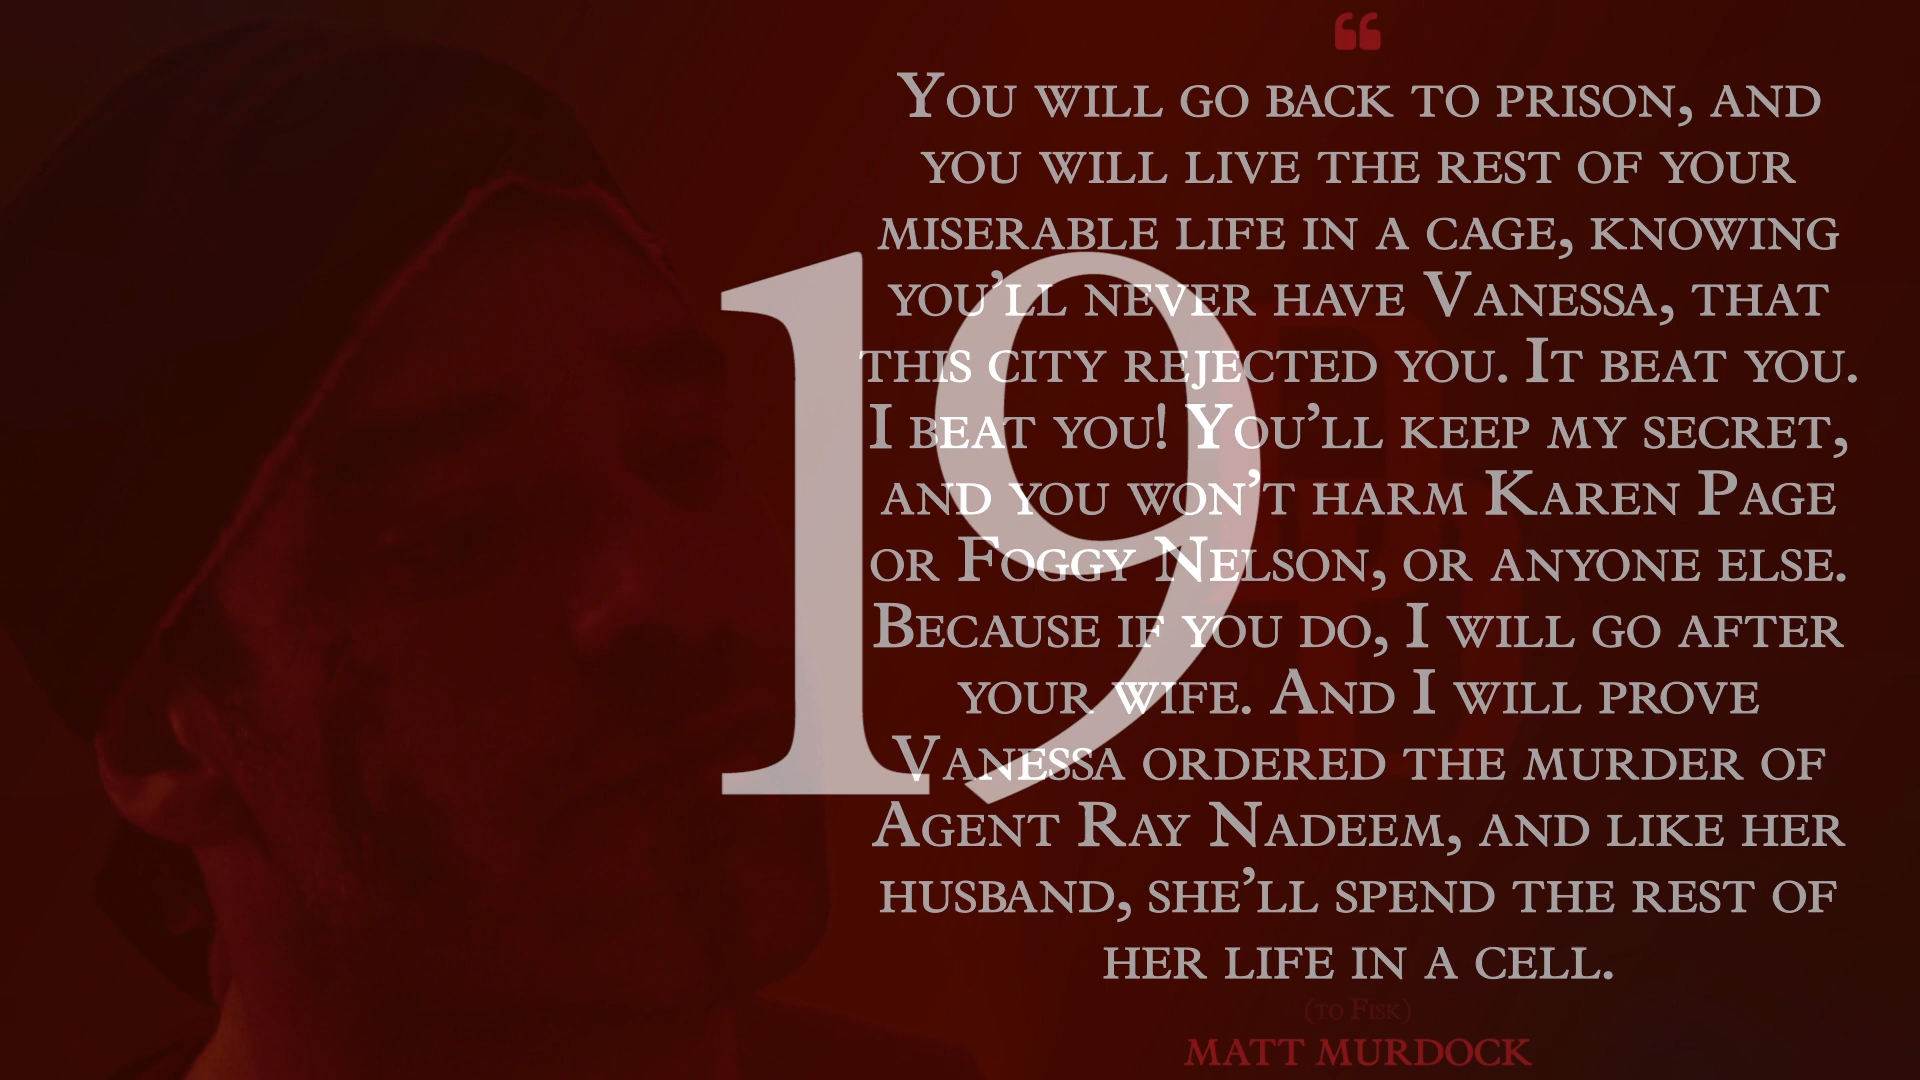 “
You will go back to prison, and
you will live the rest of your
miserable life in a cage, knowing
you’ll never have Vanessa, that
this city rejected you. It beat you.
I beat you! You’ll keep my secret,
and you won’t harm Karen Page
or Foggy Nelson, or anyone else.
Because if you do, I will go after
your wife. And I will prove
Vanessa ordered the murder of
Agent Ray Nadeem, and like her
husband, she’ll spend the rest of
her life in a cell.
(to Fisk)
MATT MURDOCK
19